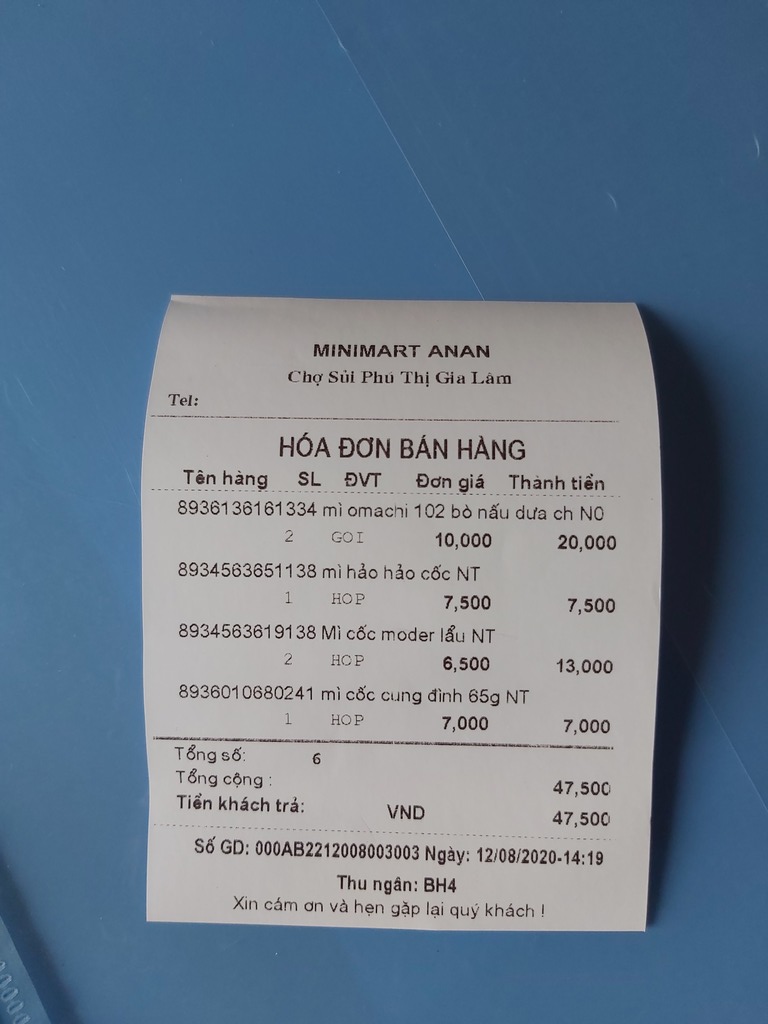 MINIMART ANAN
Chợ Sủi Phú Thị Gia Lâm
Tel:
HÓA ĐƠN BÁN HÀNG
Tên hàng SL ĐVT Đơn giá Thành tiền
8936136161334 mì omachi 102 bò nấu dưa ch N0
2 GOI 10,000 20,000
8934563651138 mì hảo hảo cốc NT
1 HOP 7,500 7,500
8934563619138 Mì cốc moder lẩu NT
2 HOP 6,500 13,000
8936010680241 mì cốc cung đình 65g NT
1 HOP 7,000 7,000
Tổng số: 6
Tổng cộng : 47,500
Tiền khách trả: VND 47,500
Số GD: 000AB2212008003003 Ngày: 12/08/2020-14:19
Thu ngân: BH4
Xin cám ơn và hẹn gặp lại quý khách !